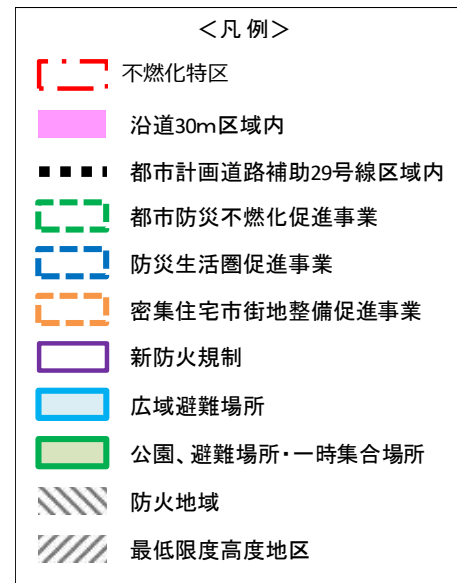 ＜凡例＞
不燃化特区
沿道30m区域内
都市計画道路補助29号線区域内
都市防災不燃化促進事業
防災生活圏促進事業
密集住宅市街地整備促進事業
新防火規制
広域避難場所
公園、避難場所・一時集合場所
防火地域
最低限度高度地区